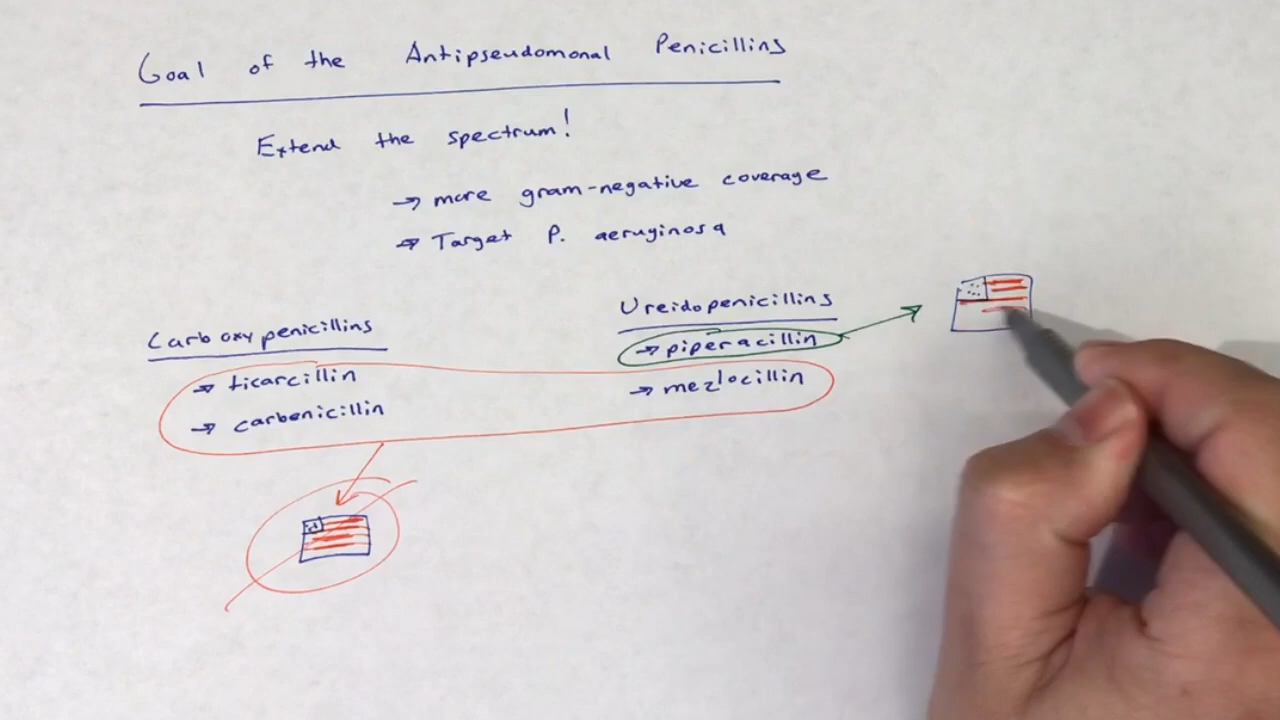 Goal of the Antipseudomonal Penicillins
Extend the spectrum!
→ more gram-negative coverage
→ Target P. aeruginosa
Carboxypenicillins
→ ticarcillin
→ carbenicillin
Ureidopenicillins
→ piperacillin
→ mezlocillin